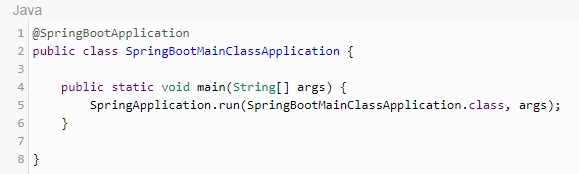 Java
1 @SpringBootApplication
2 public class SpringBootMainClassApplication {
3
4 public static void main(String[] args) {
5 SpringApplication.run(SpringBootMainClassApplication.class, args);
6 }
7
8 }